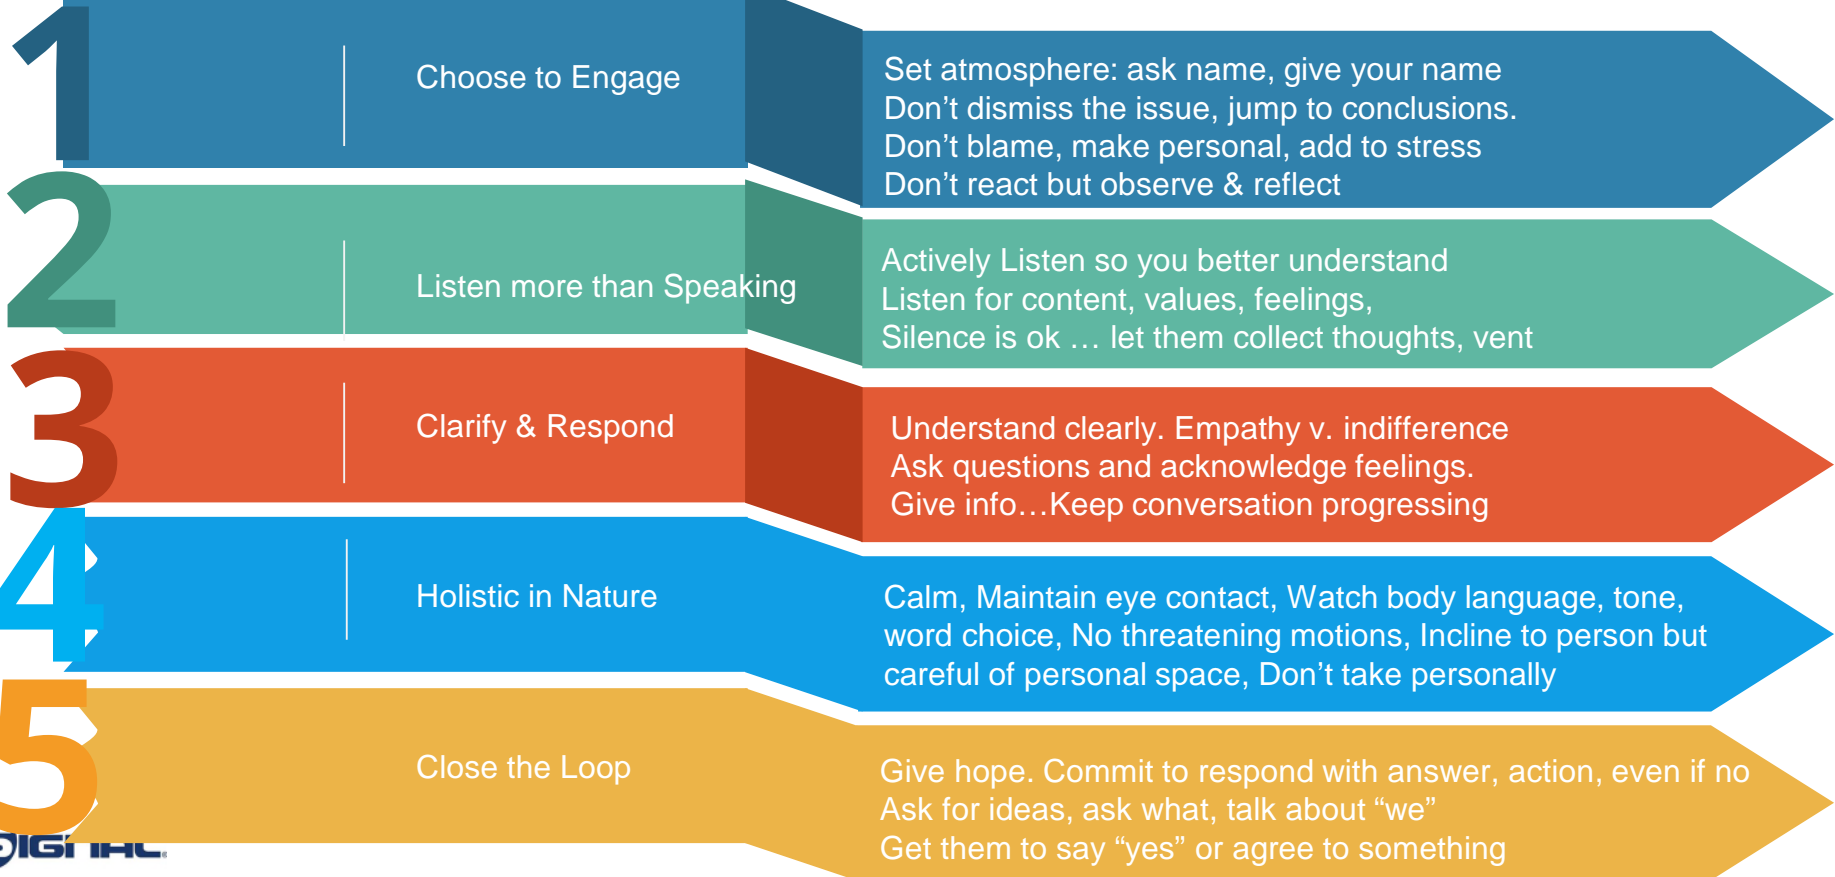 1
Choose to Engage
Set atmosphere: ask name, give your name
Don’t dismiss the issue, jump to conclusions.
Don’t blame, make personal, add to stress
Don’t react but observe & reflect
2
Listen more than Speaking
Actively Listen so you better understand
Listen for content, values, feelings,
Silence is ok … let them collect thoughts, vent
3
Clarify & Respond
Understand clearly. Empathy v. indifference
Ask questions and acknowledge feelings.
Give info…Keep conversation progressing
4
Holistic in Nature
Calm, Maintain eye contact, Watch body language, tone,
word choice, No threatening motions, Incline to person but
careful of personal space, Don’t take personally
5
Close the Loop
Give hope. Commit to respond with answer, action, even if no
Ask for ideas, ask what, talk about “we”
Get them to say “yes” or agree to something